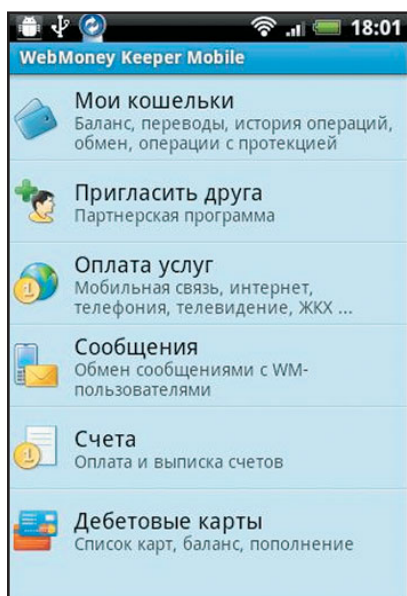 18:01
WebMoney Keeper Mobile
Мои кошельки
Баланс, переводы, история операций,
обмен, операции с протекцией
Пригласить друга
Партнерская программа
Оплата услуг
Мобильная связь, интернет,
телефония, телевидение, ЖКХ ...
Сообщения
Обмен сообщениями с WM-
пользователями
Счета
Оплата и выписка счетов
Дебетовые карты
Список карт, баланс, пополнение